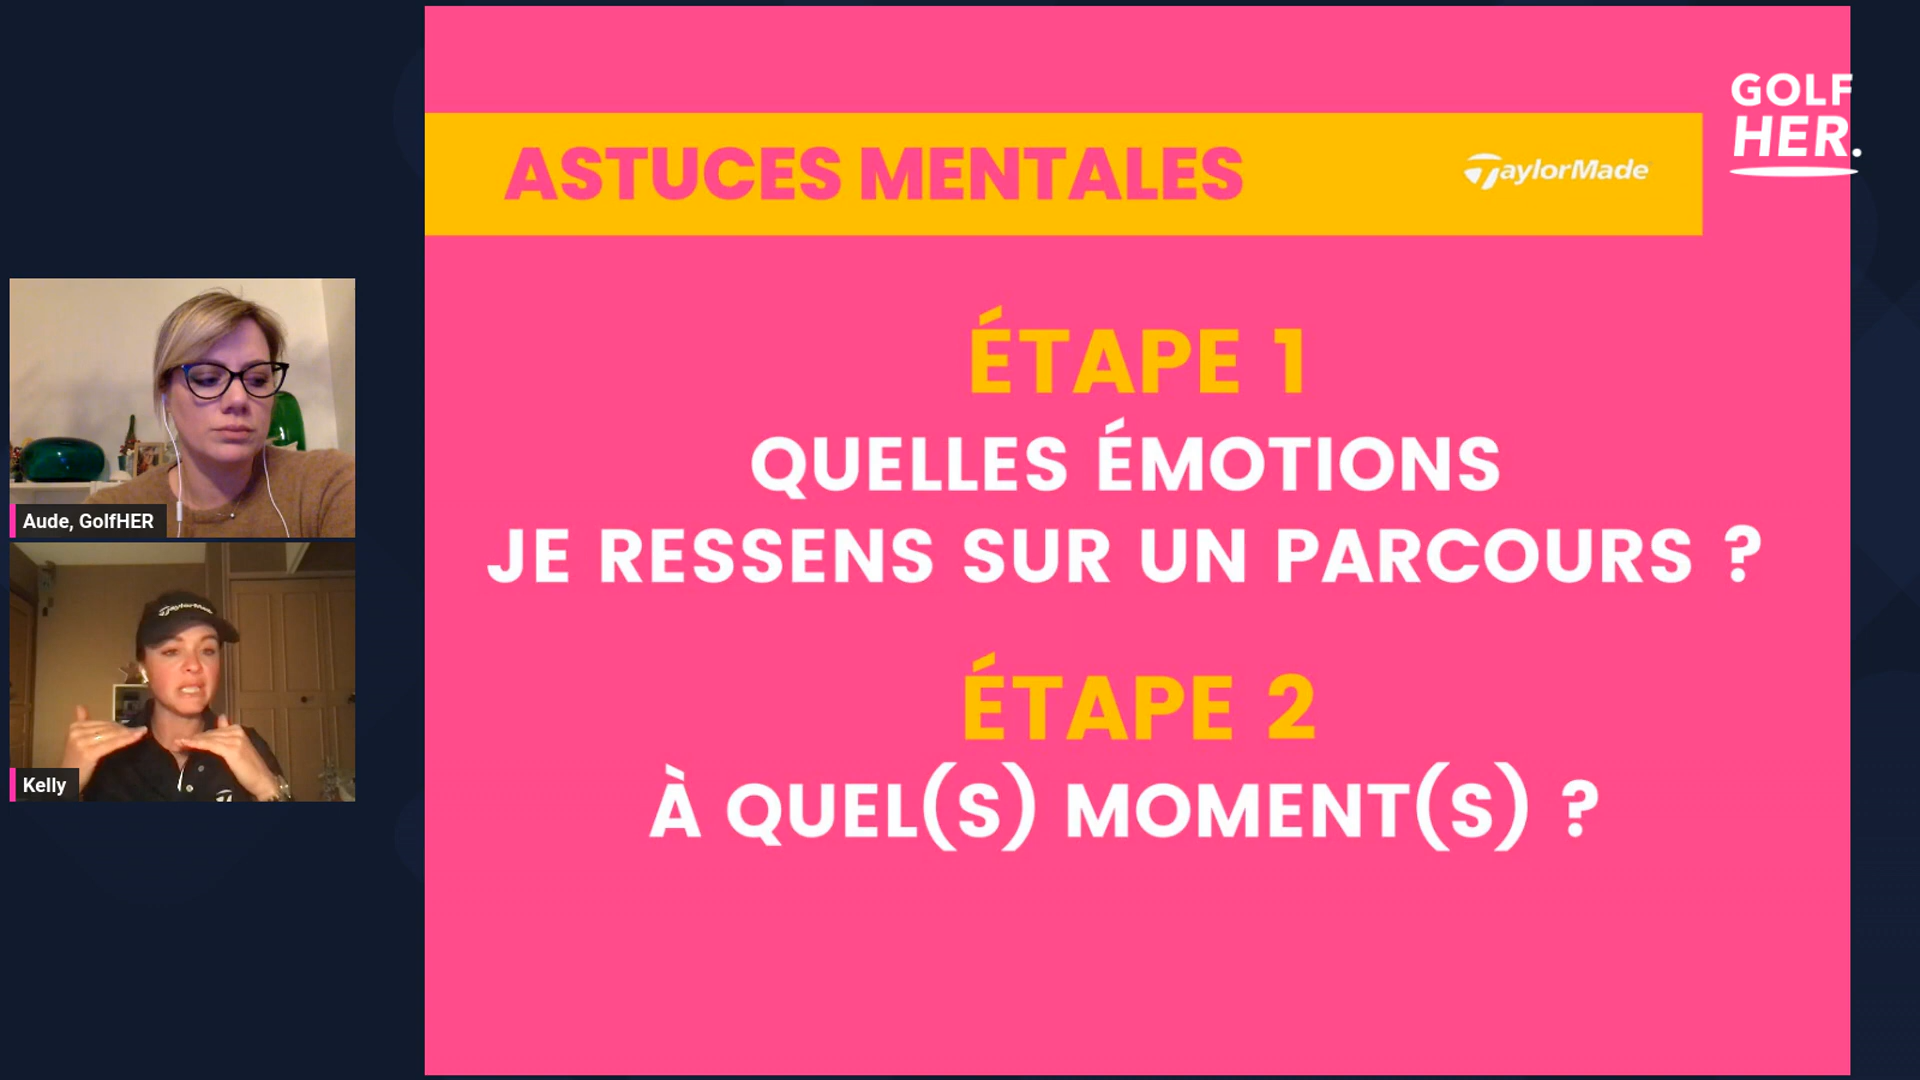 ASTUCES MENTALES
TaylorMade
GOLF
HER.
ÉTAPE 1
QUELLES ÉMOTIONS
JE RESSENS SUR UN PARCOURS ?
ÉTAPE 2
À QUEL(S) MOMENT(S) ?
Aude, GolfHER
TaylorMade
Kelly